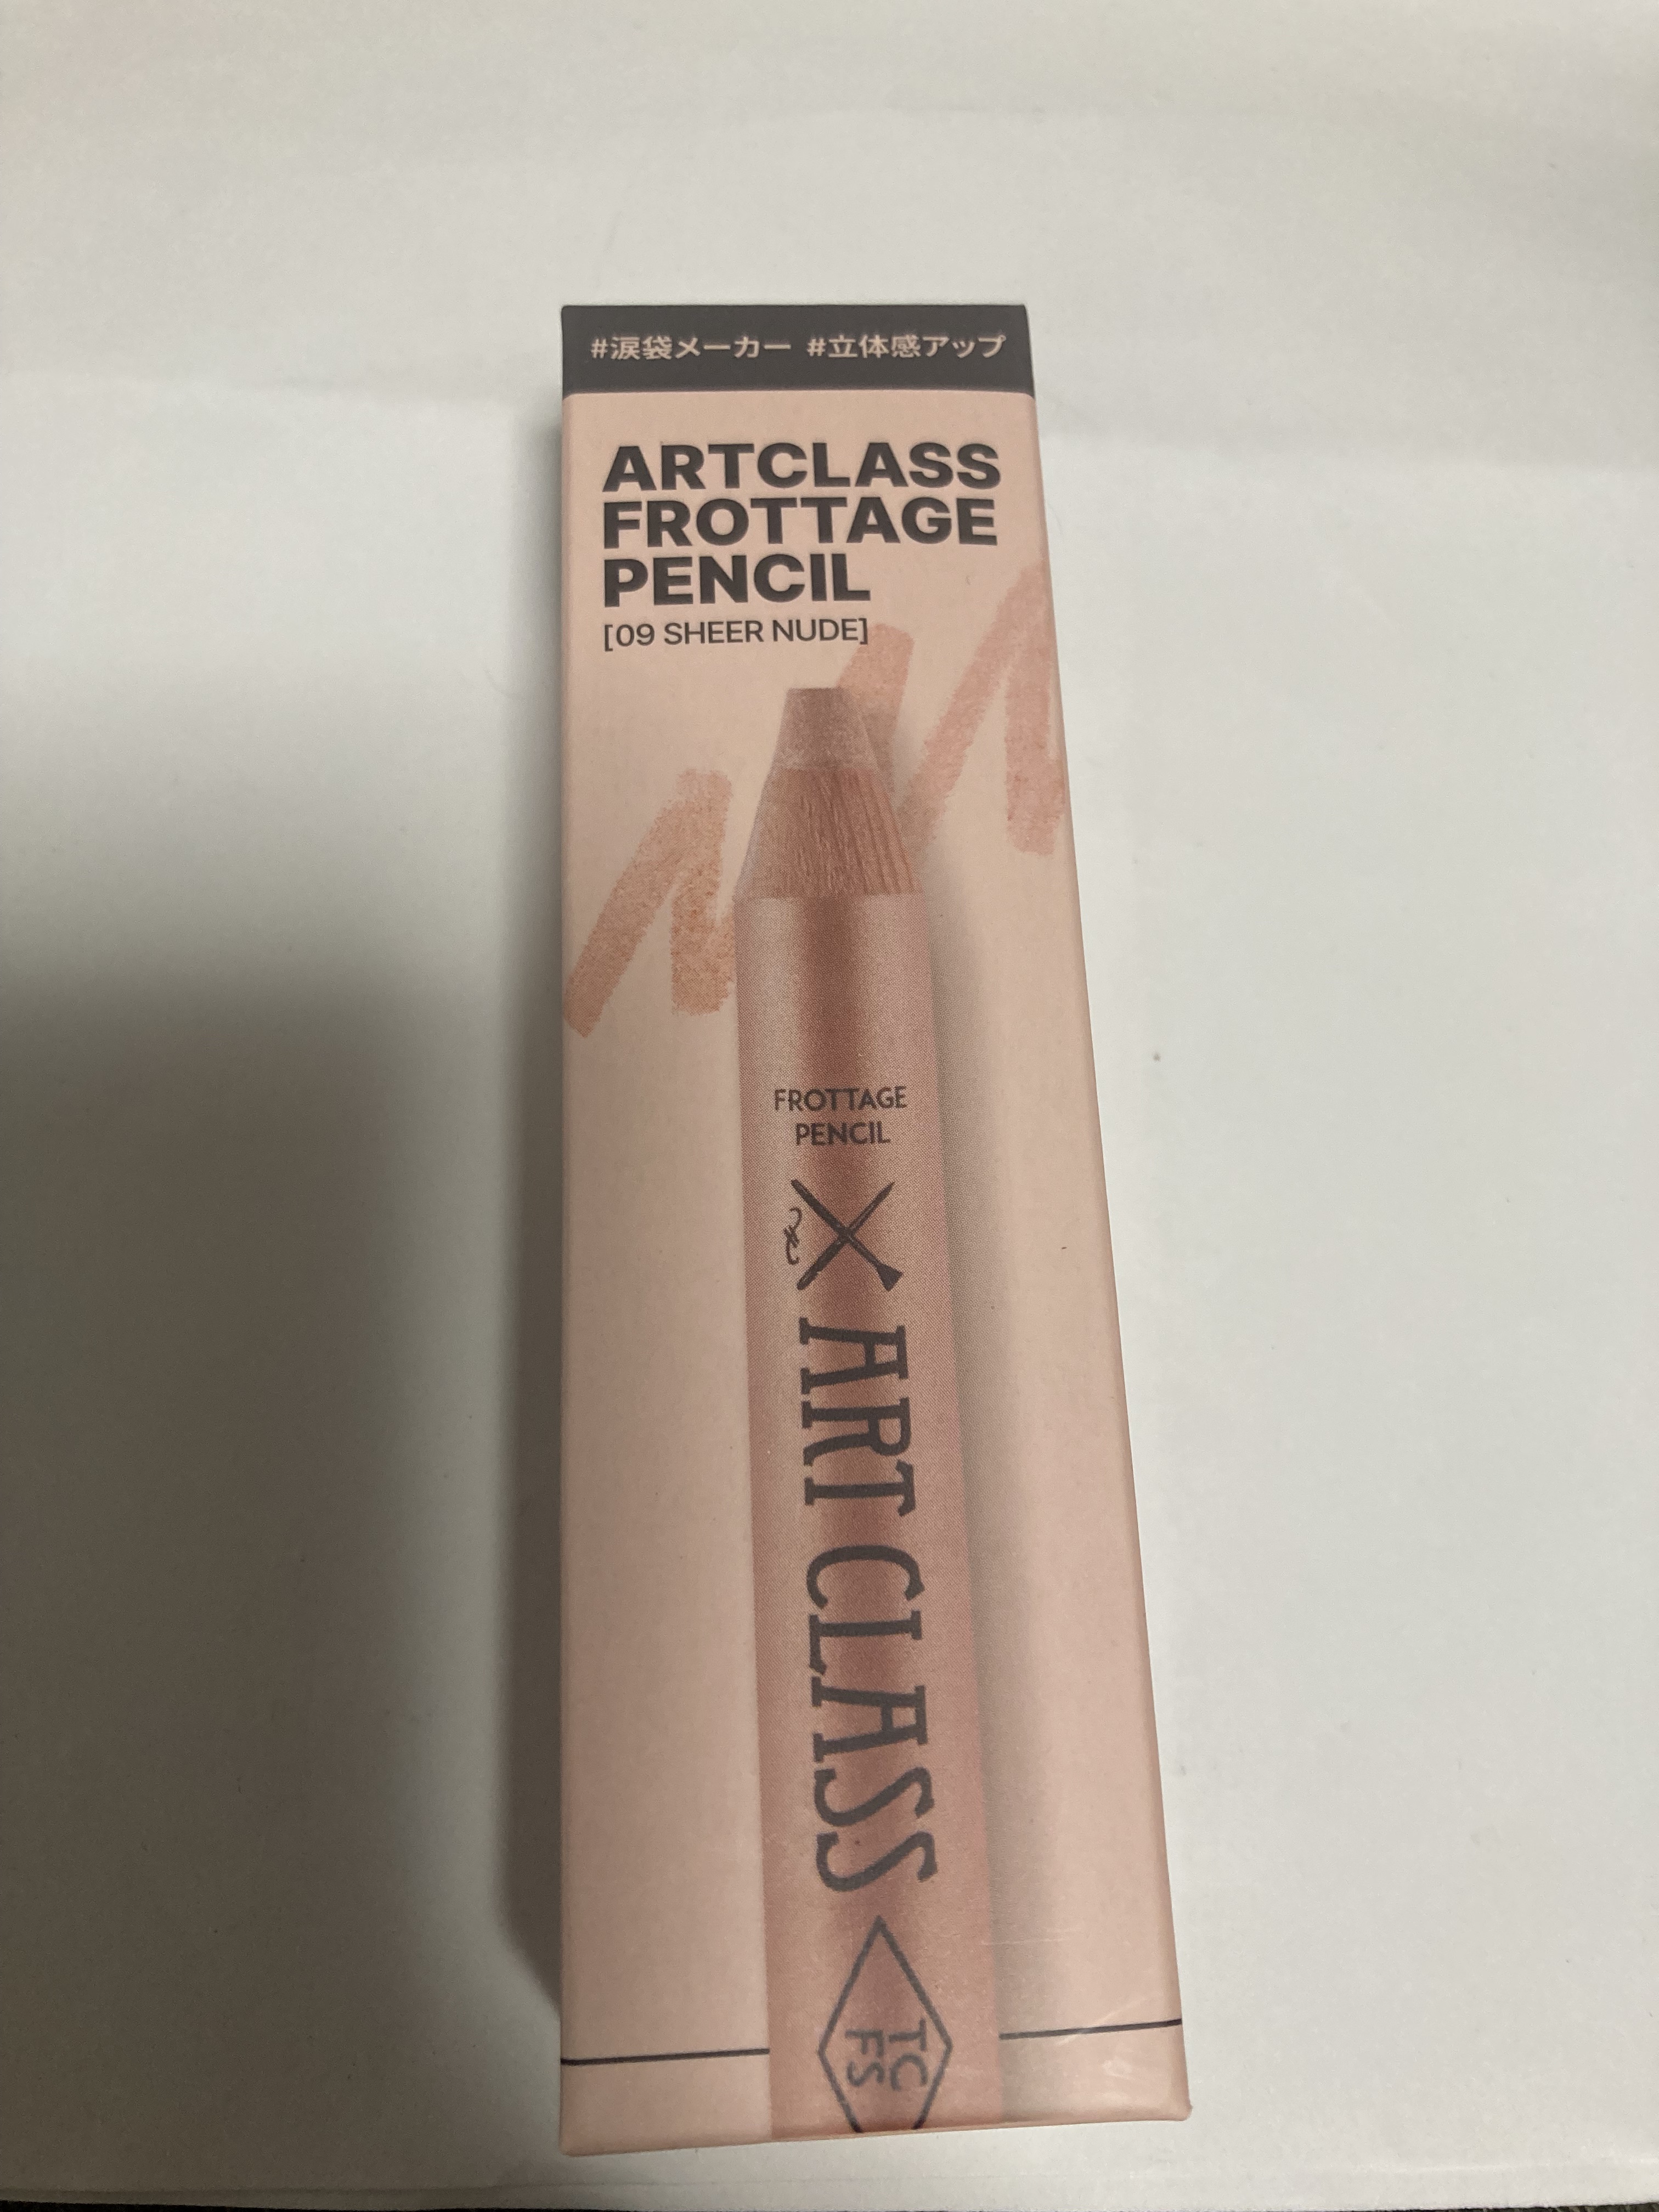 #涙袋メーカー #立体感アップ
ARTCLASS
FROTTAGE
PENCIL
[09 SHEER NUDE]
FROTTAGE
PENCIL
ART CLASS
TC
FS